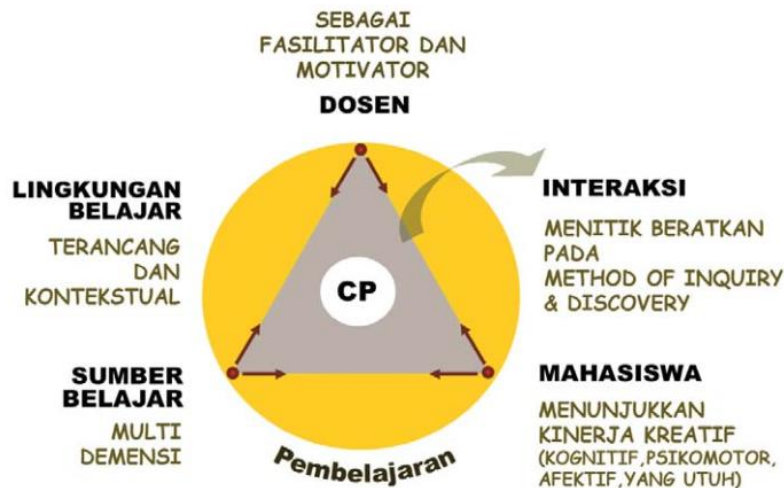 SEBAGAI
FASILITATOR DAN
MOTIVATOR
DOSEN
LINGKUNGAN
BELAJAR
TERANCANG
DAN
KONTEKSTUAL
INTERAKSI
MENITIK BERATKAN
PADA
METHOD OF INQUIRY
& DISCOVERY
CP
SUMBER
BELAJAR
MULTI
DEMENSI
MAHASISWA
MENUNJUKKAN
KINERJA KREATIF
(KOGNITIF,PSIKOMOTOR,
AFEKTIF,YANG UTUH)
Pembelajaran